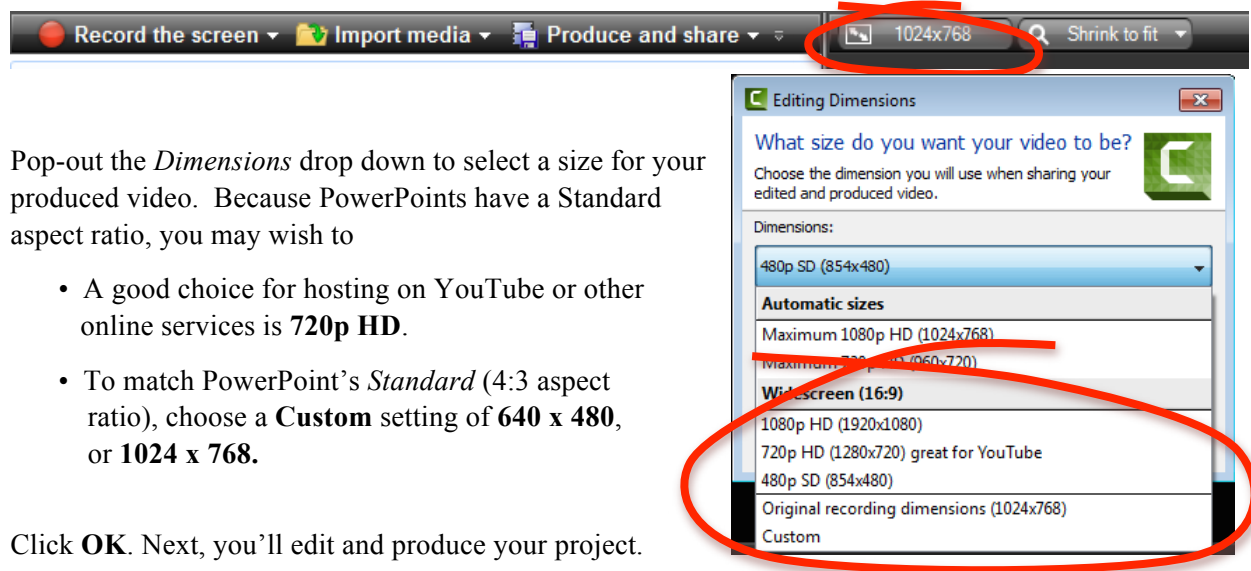 Record the screen Import media Produce and share 1024x768 Shrink to fit
Pop-out the Dimensions drop down to select a size for your
produced video.  Because PowerPoints have a Standard
aspect ratio, you may wish to
• A good choice for hosting on YouTube or other
online services is 720p HD.
• To match PowerPoint’s Standard (4:3 aspect
ratio), choose a Custom setting of 640 x 480,
or 1024 x 768.
Click OK. Next, you’ll edit and produce your project.
Editing Dimensions
What size do you want your video to be?
Choose the dimension you will use when sharing your
edited and produced video.
Dimensions:
480p SD (854x480)
Automatic sizes
Maximum 1080p HD (1024x768)
Maximum 720p HD (960x720)
Widescreen (16:9)
1080p HD (1920x1080)
720p HD (1280x720) great for YouTube
480p SD (854x480)
Original recording dimensions (1024x768)
Custom